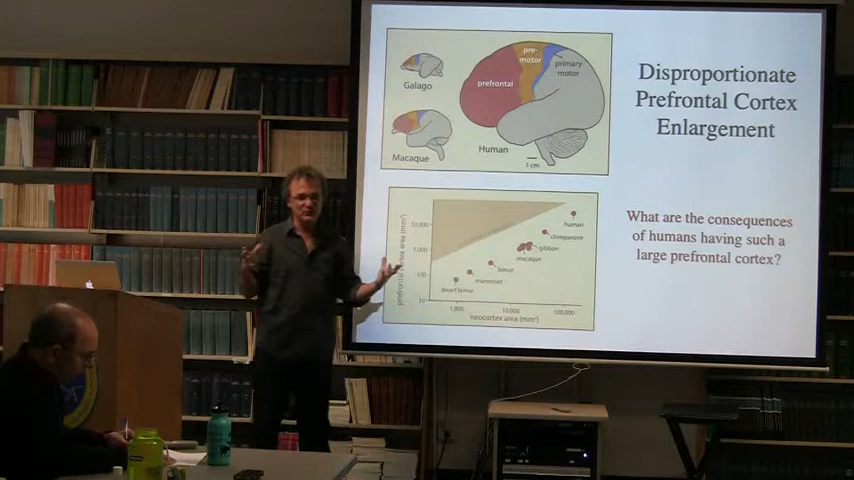 Disproportionate
Prefrontal Cortex
Enlargement
pre-
motor
primary
motor
prefrontal
Galago
Macaque
Human
1 cm
What are the consequences
of humans having such a
large prefrontal cortex?
prefrontal cortex area (mm²)
10,000
1,000
100
10
human
chimpanzee
gibbon
macaque
lemur
marmoset
dwarf lemur
1,000
10,000
100,000
neocortex area (mm²)